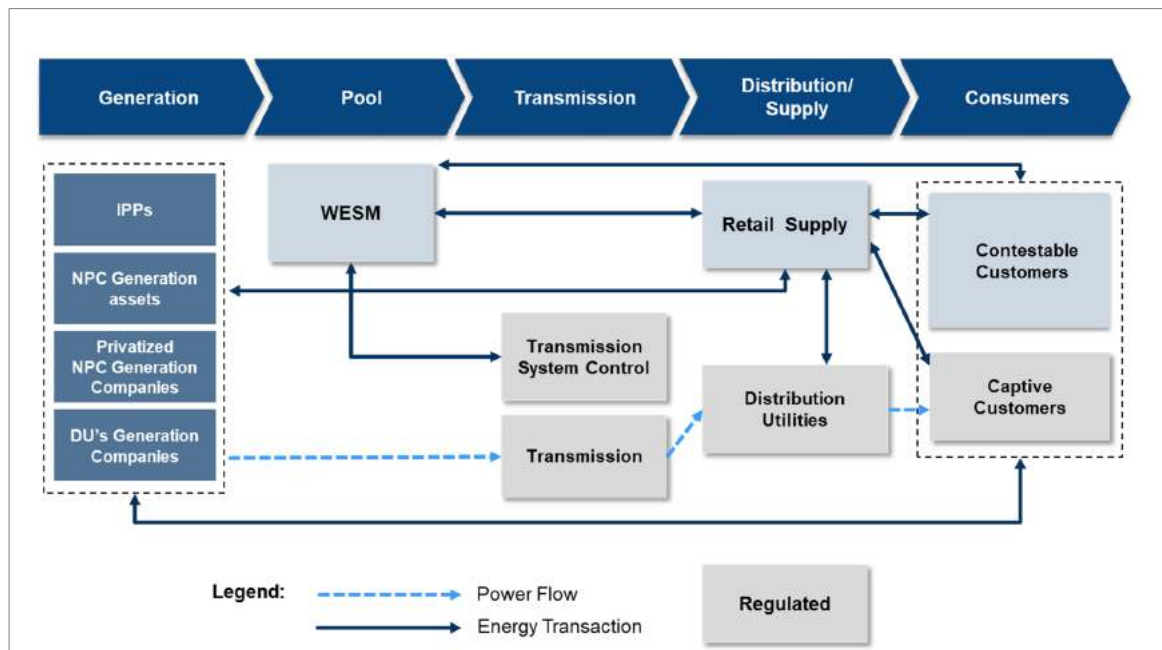 Generation
Pool
Transmission
Distribution/
Supply
Consumers
IPPs
NPC Generation
assets
Privatized
NPC Generation
Companies
DU's Generation
Companies
WESM
Transmission
System Control
Transmission
Retail Supply
Distribution
Utilities
Contestable
Customers
Captive
Customers
Legend:
Power Flow
Energy Transaction
Regulated